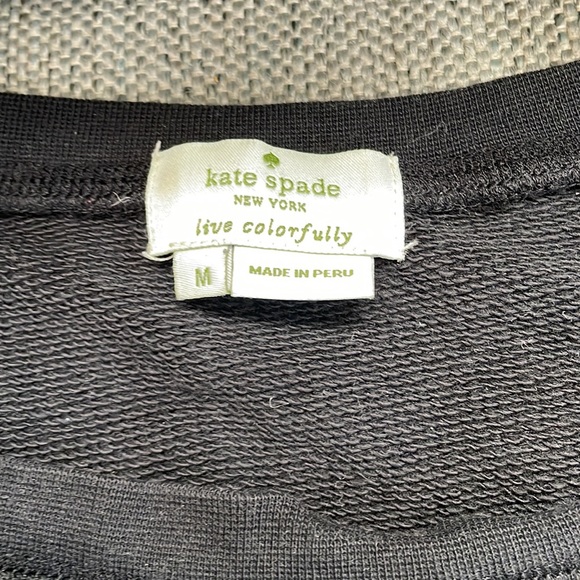 kate spade
NEW YORK
live colorfully
M
MADE IN PERU